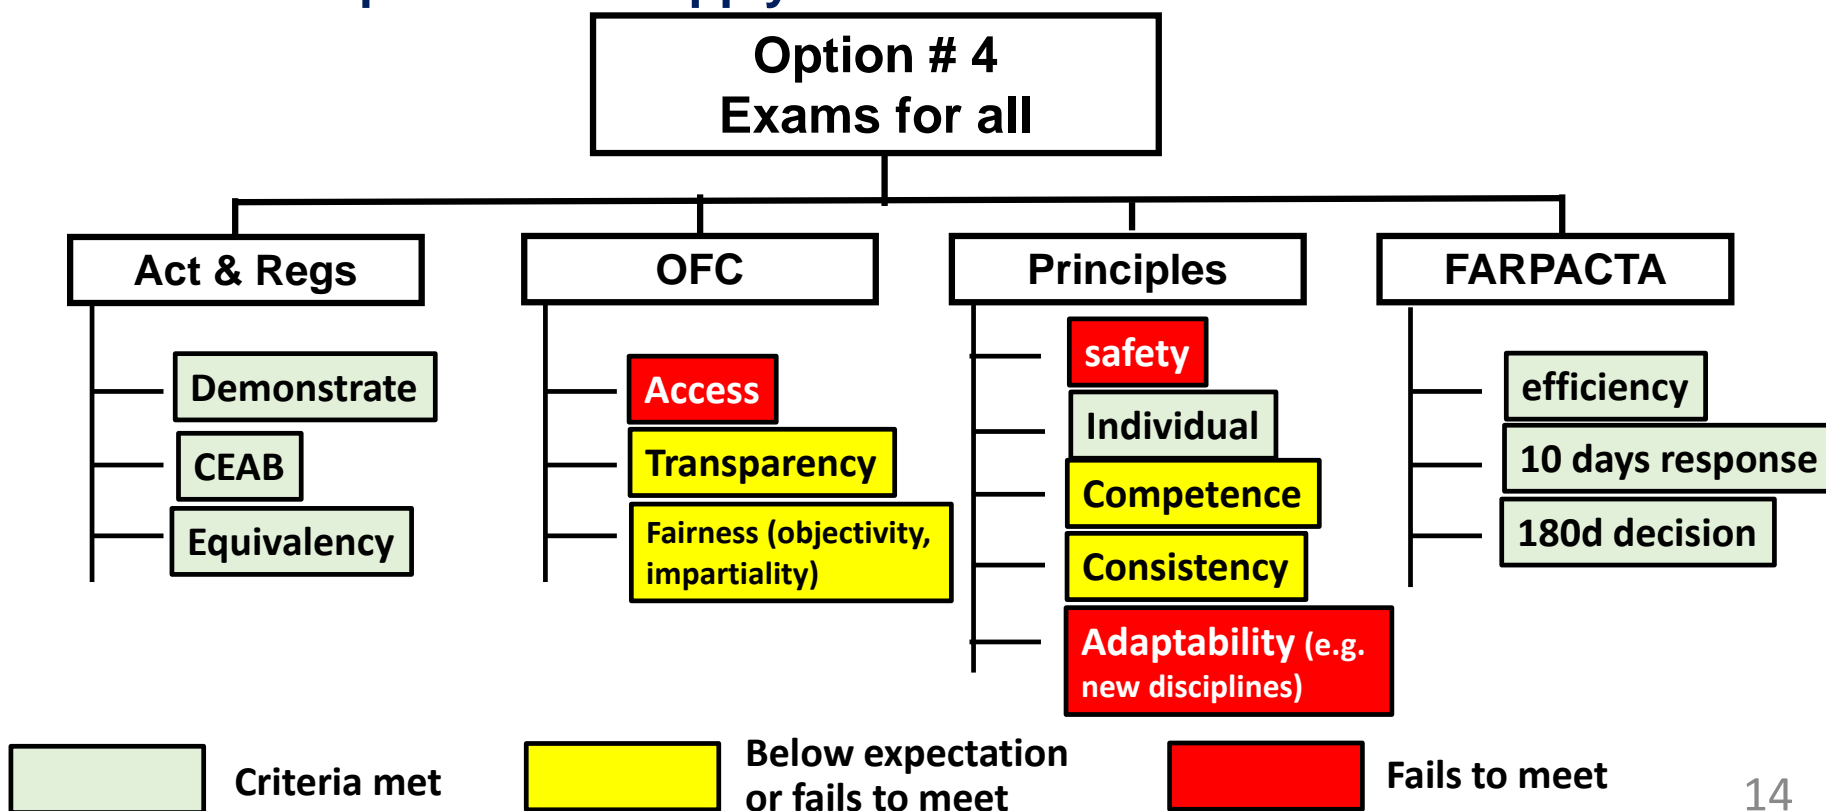 Option # 4
Exams for all
Act & Regs
OFC
Principles
FARPACTA
Demonstrate
CEAB
Equivalency
Access
Transparency
Fairness (objectivity,
impartiality)
safety
Individual
Competence
Consistency
Adaptability (e.g.
new disciplines)
efficiency
10 days response
180d decision
Criteria met
Below expectation
or fails to meet
Fails to meet
14